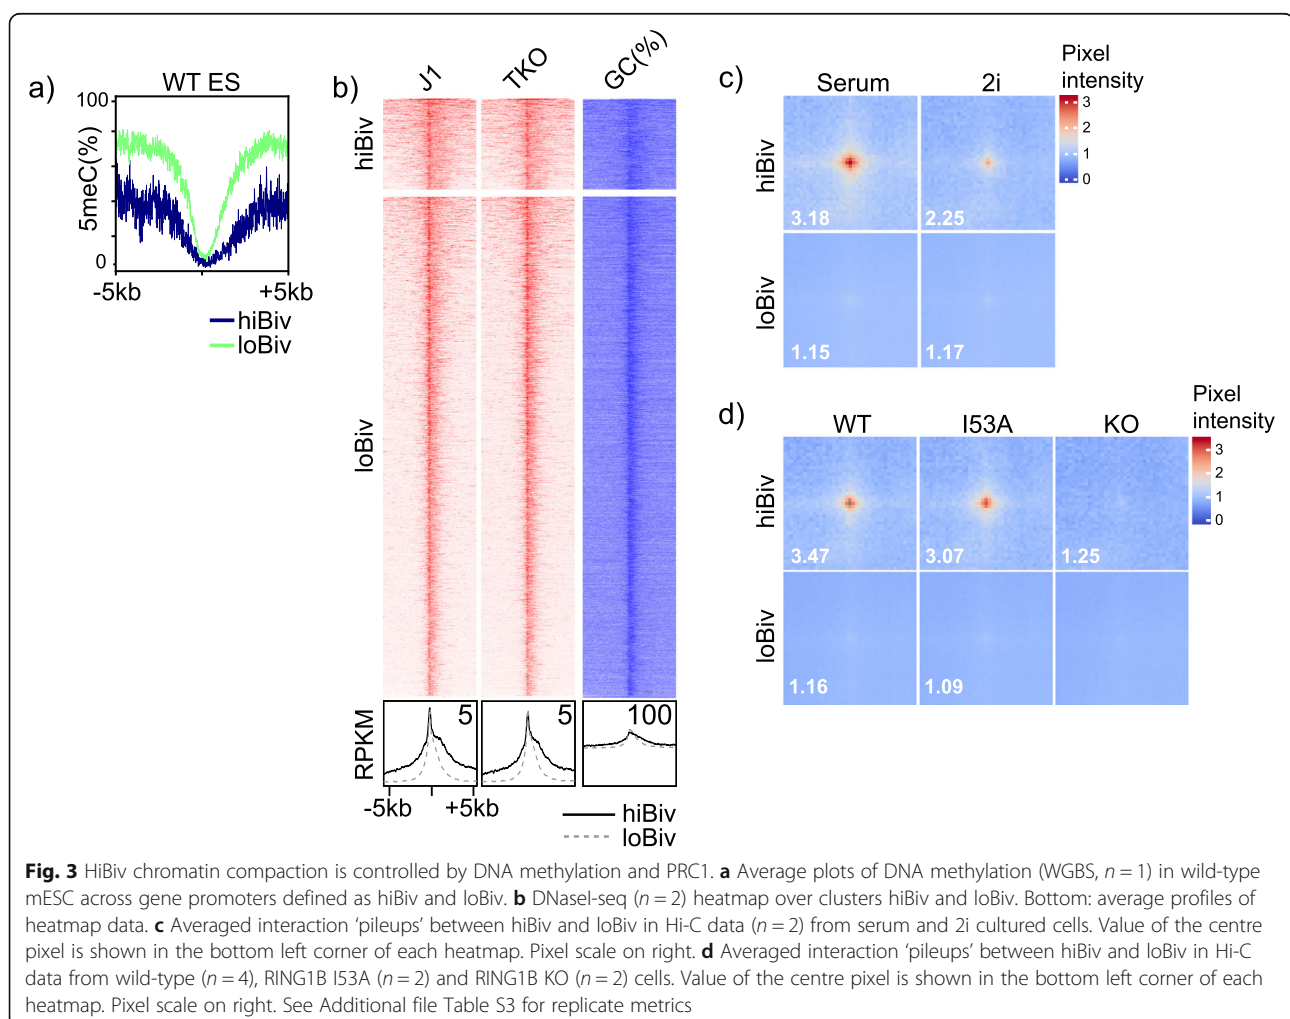 a)
WT ES
100
5meC(%)
0
-5kb
+5kb
hiBiv
loBiv
b)
J1
TKO
GC(%)
hiBiv
loBiv
RPKM
5
5
100
-5kb
+5kb
hiBiv
loBiv
c)
Serum
2i
Pixel
intensity
3
2
1
0
hiBiv
3.18
2.25
loBiv
1.15
1.17
d)
WT
I53A
KO
Pixel
intensity
3
2
1
0
hiBiv
3.47
3.07
1.25
loBiv
1.16
1.09
Fig. 3 HiBiv chromatin compaction is controlled by DNA methylation and PRC1. a Average plots of DNA methylation (WGBS, n = 1) in wild-type
mESC across gene promoters defined as hiBiv and loBiv. b DNaseI-seq (n = 2) heatmap over clusters hiBiv and loBiv. Bottom: average profiles of
heatmap data. c Averaged interaction ‘pileups’ between hiBiv and loBiv in Hi-C data (n = 2) from serum and 2i cultured cells. Value of the centre
pixel is shown in the bottom left corner of each heatmap. Pixel scale on right. d Averaged interaction ‘pileups’ between hiBiv and loBiv in Hi-C
data from wild-type (n = 4), RING1B I53A (n = 2) and RING1B KO (n = 2) cells. Value of the centre pixel is shown in the bottom left corner of each
heatmap. Pixel scale on right. See Additional file Table S3 for replicate metrics